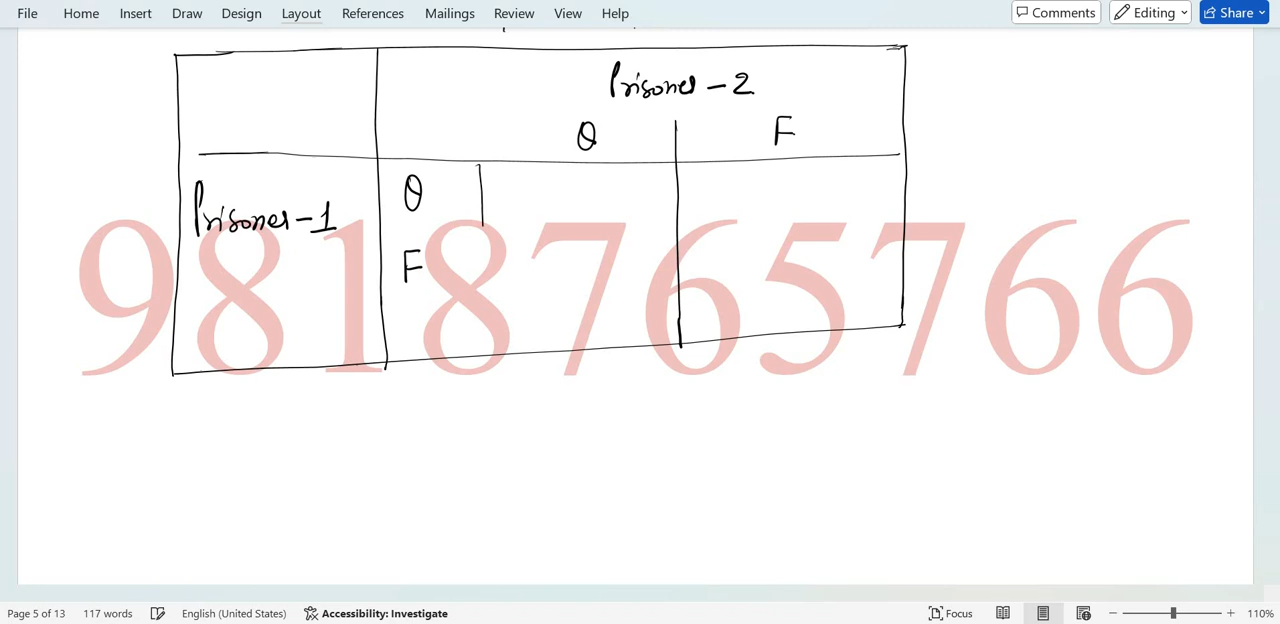 File Home Insert Draw Design Layout References Mailings Review View Help Comments Editing Share
Prisoner - 2
Q F
Prisoner - 1 Q
F
9818765766
Page 5 of 13 117 words English (United States) Accessibility: Investigate Focus 110%